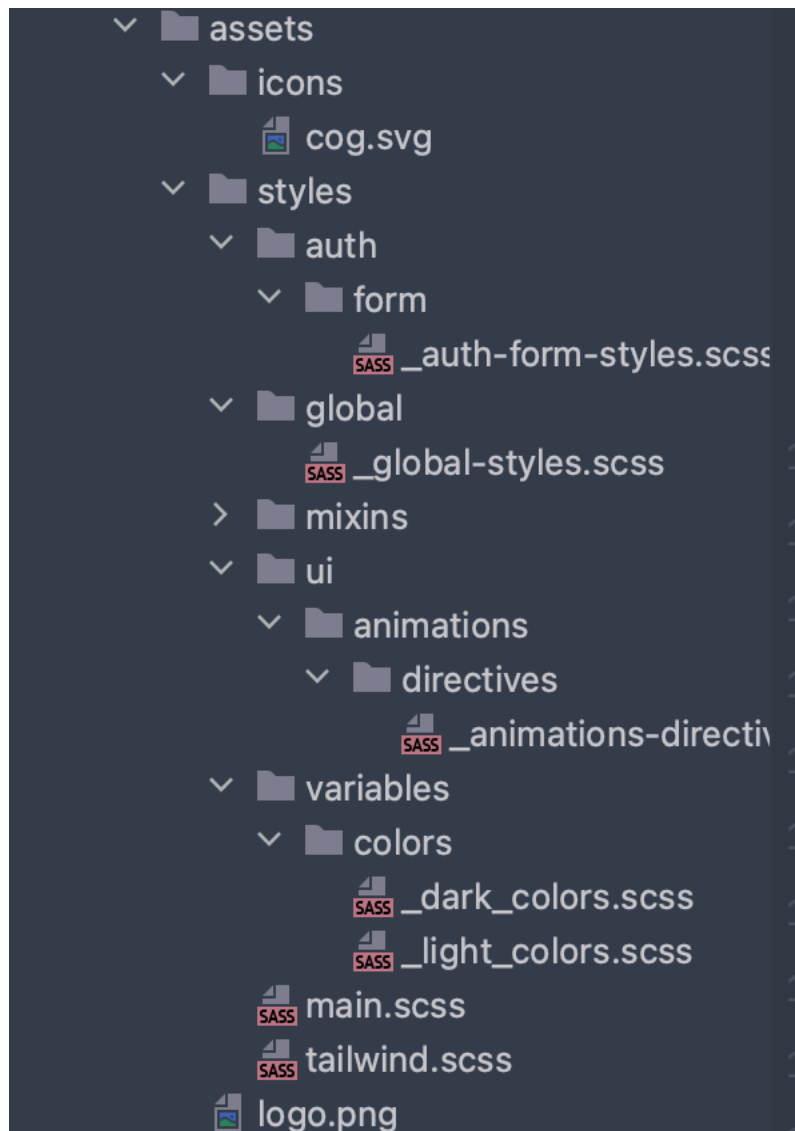 assets
icons
cog.svg
styles
auth
form
SASS _auth-form-styles.scss
global
SASS _global-styles.scss
mixins
ui
animations
directives
SASS _animations-directiv
variables
colors
SASS _dark_colors.scss
SASS _light_colors.scss
SASS main.scss
SASS tailwind.scss
logo.png